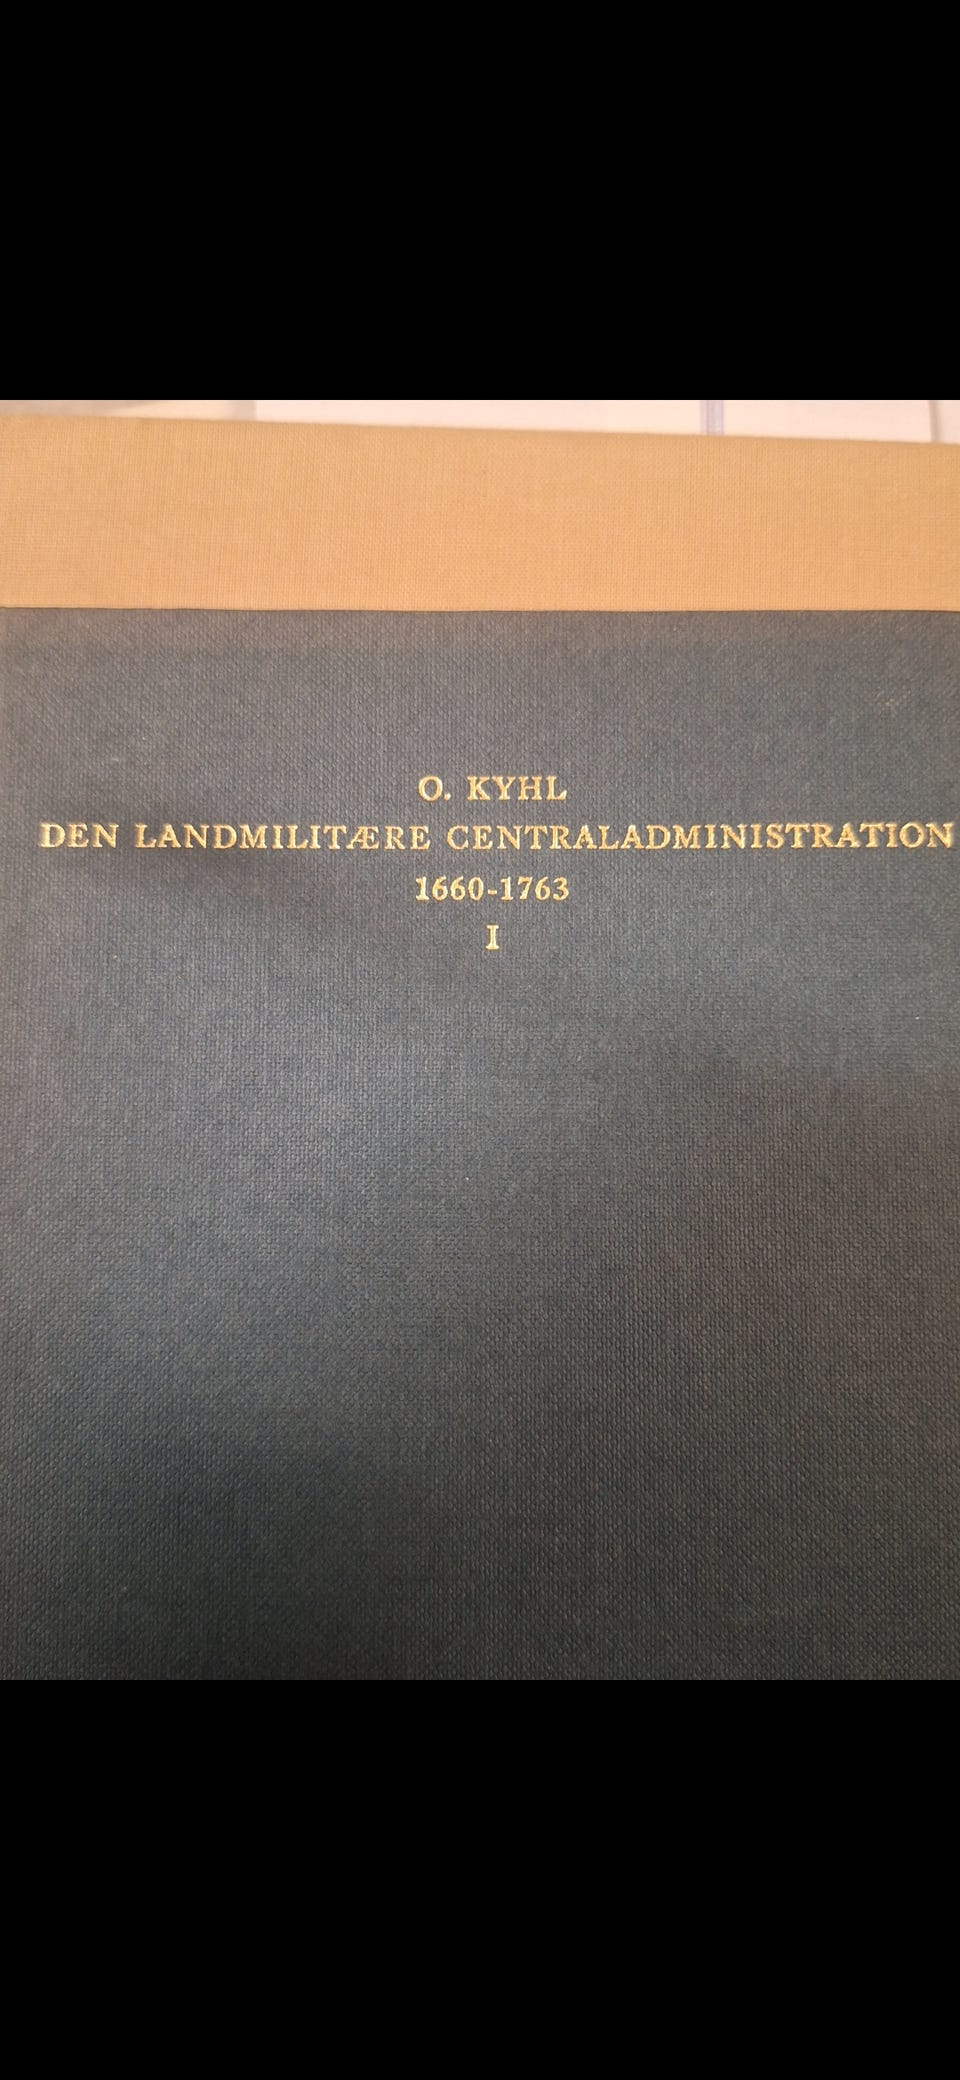 O. KYHL
DEN LANDMILITÆRE CENTRALADMINISTRATION
1660-1763
I